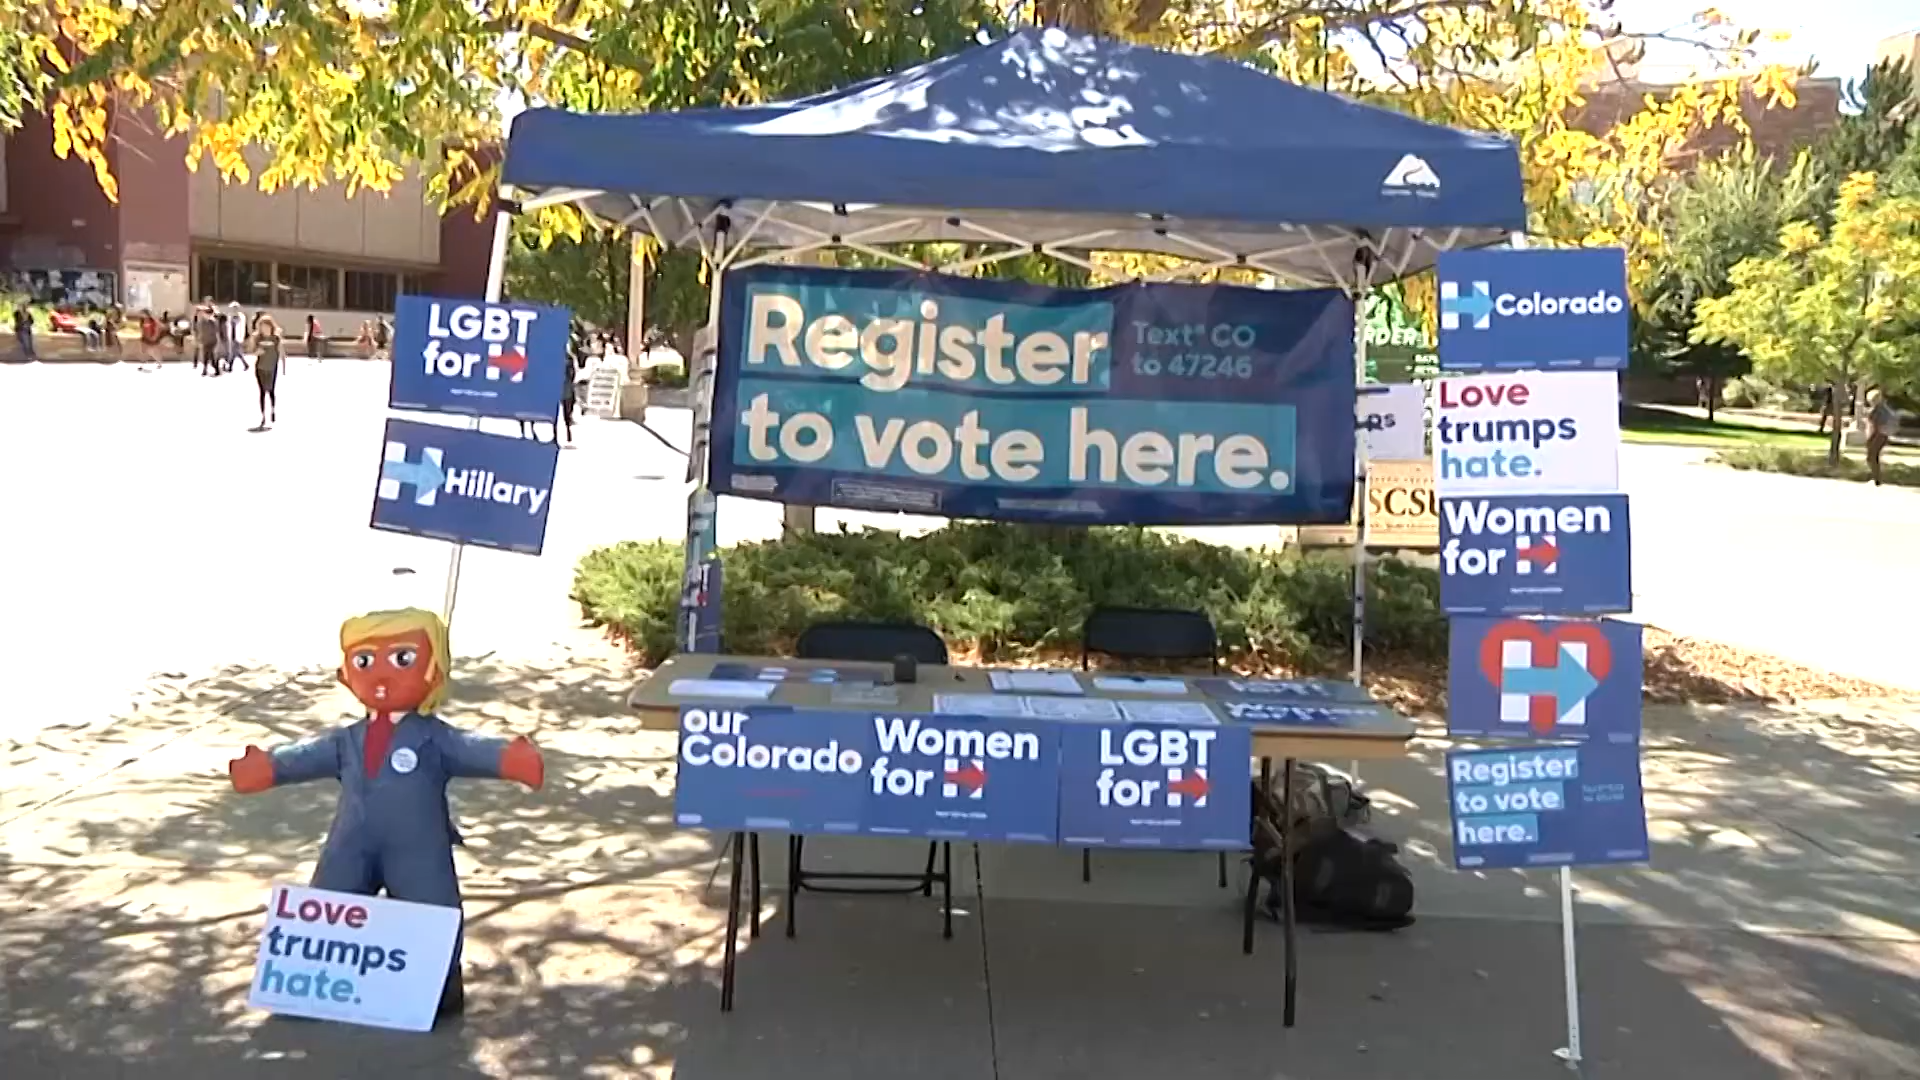 Register
to vote here.
Text* CO
to 47246
LGBT
for H
H Hillary
Love
trumps
hate.
our
Colorado
Women
for H
LGBT
for H
H Colorado
Love
trumps
hate.
Women
for H
H
Register
to vote
here.